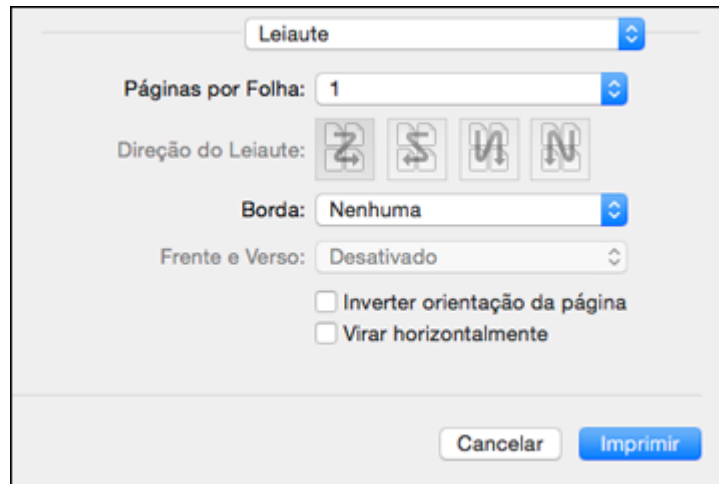 Leiaute
Páginas por Folha: 1
Direção do Leiaute:
Borda: Nenhuma
Frente e Verso: Desativado
Inverter orientação da página
Virar horizontalmente
Cancelar Imprimir